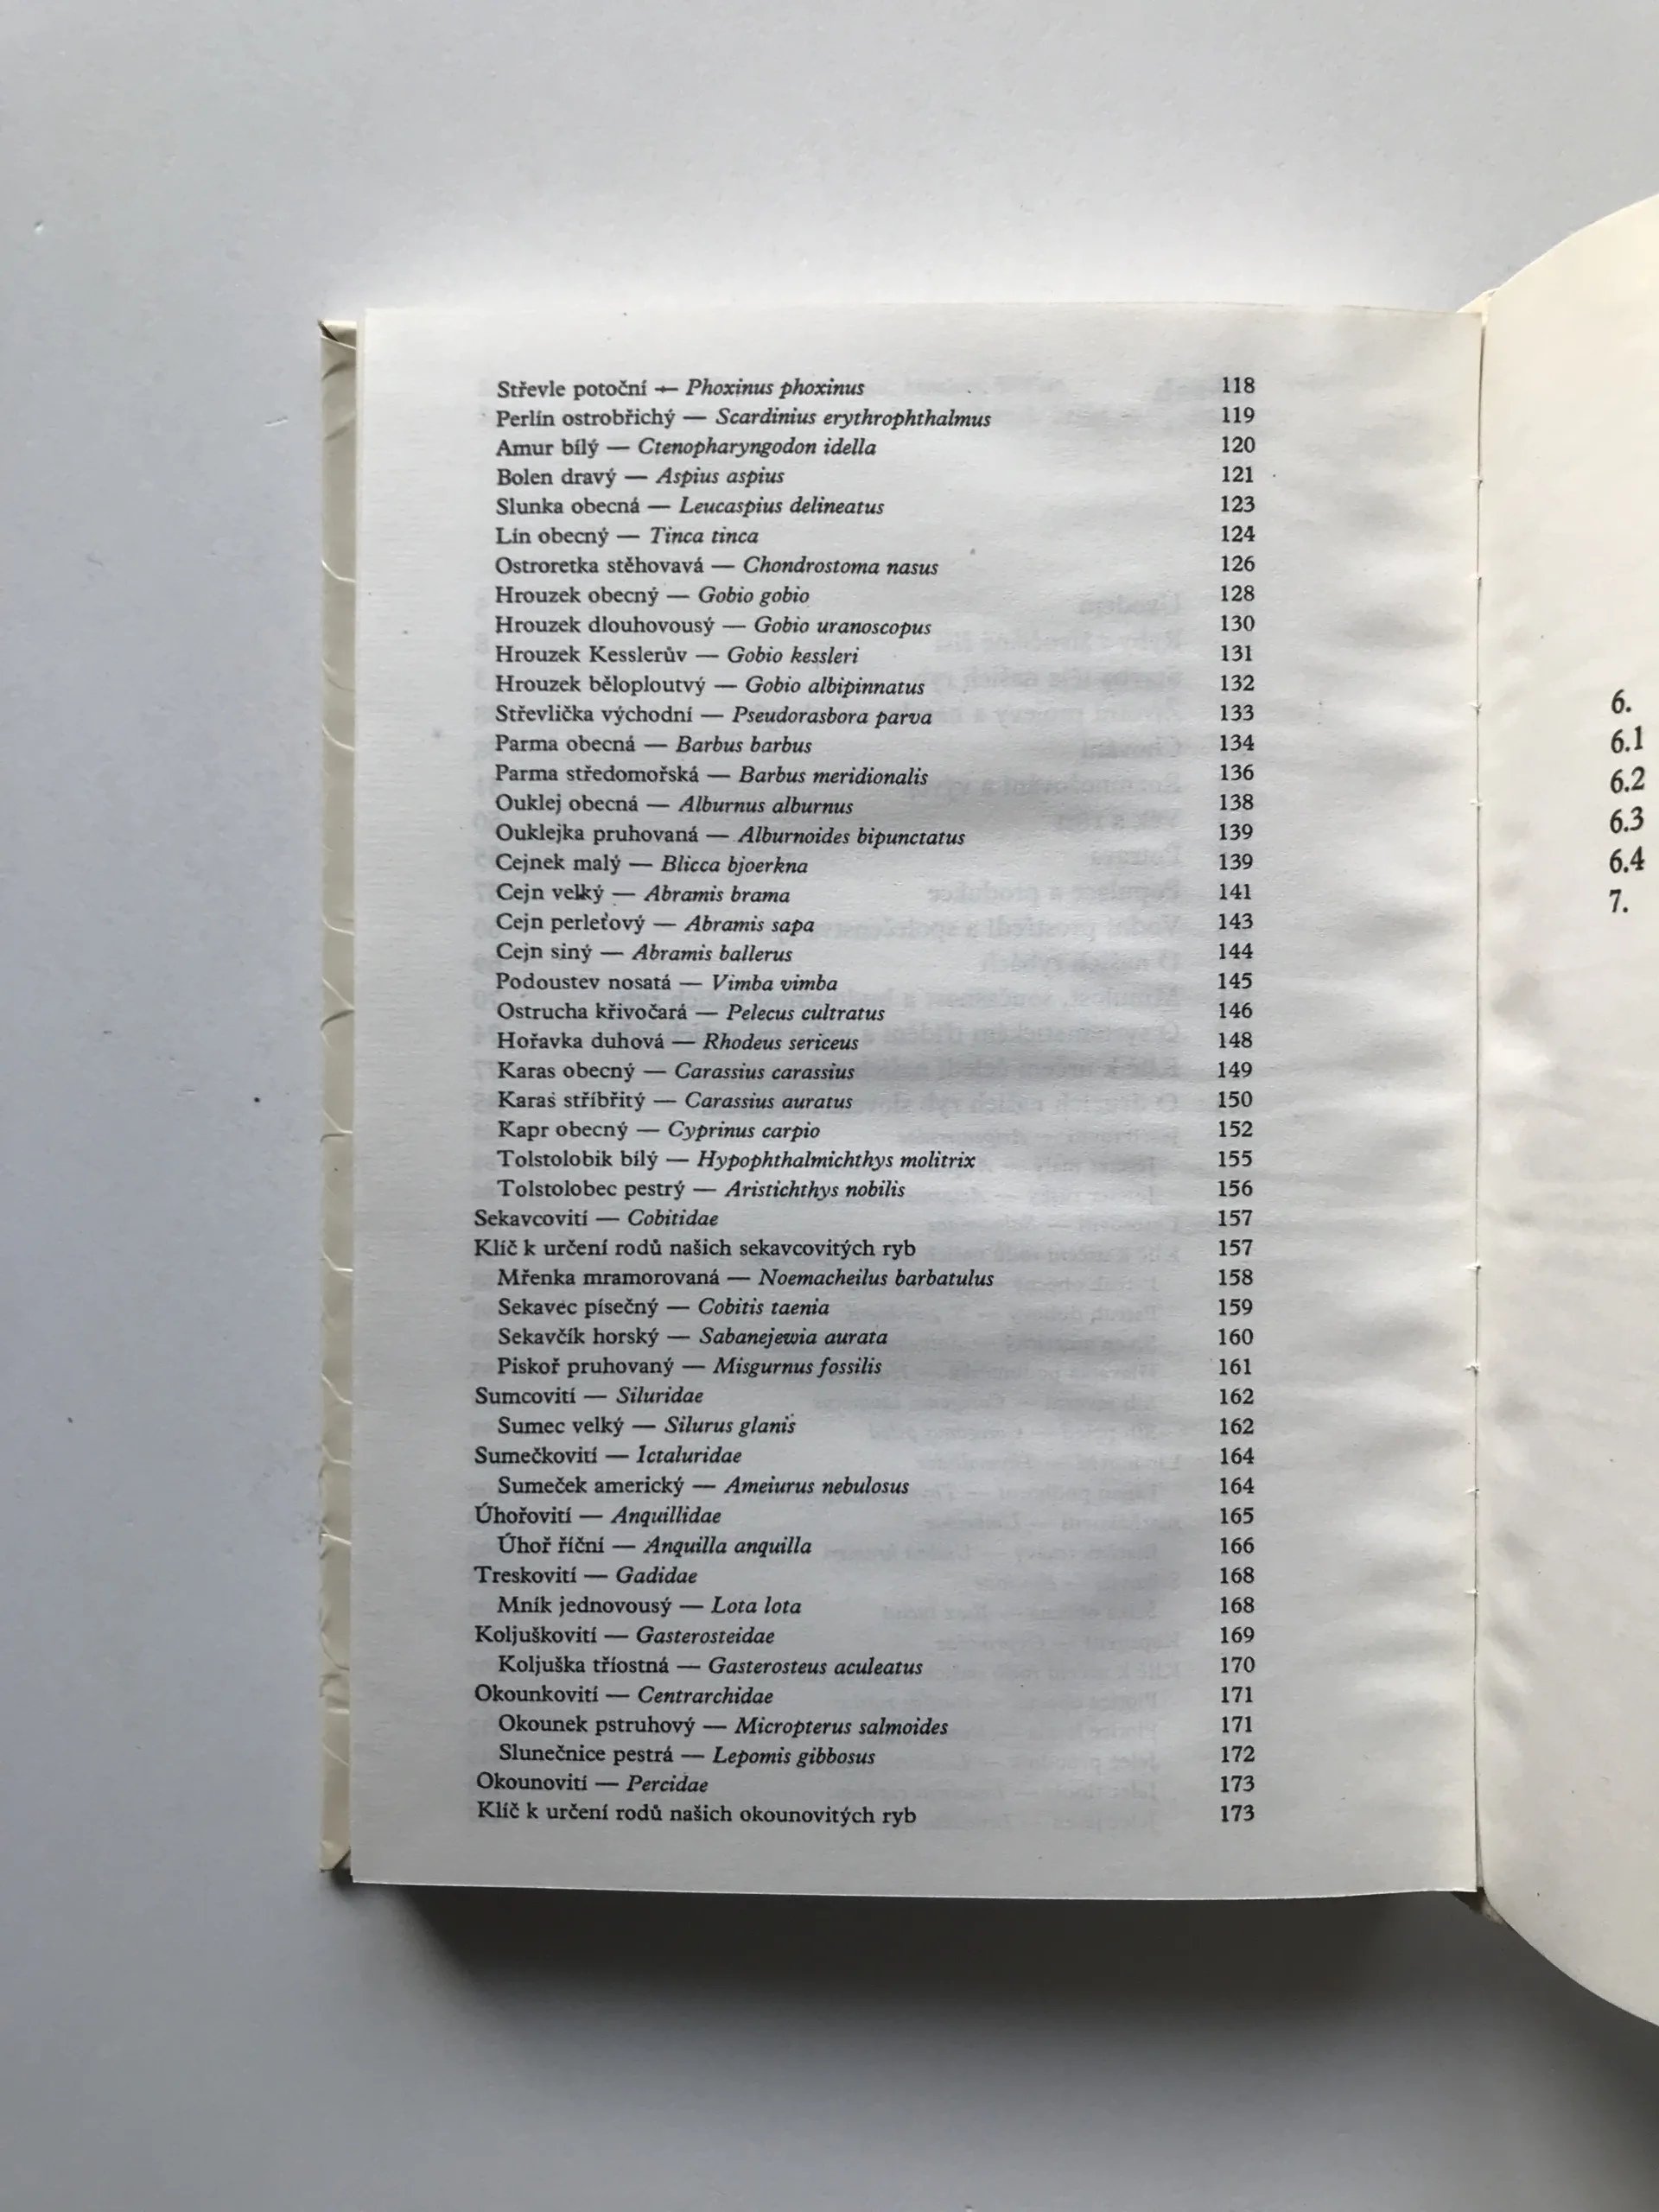 Střevle potoční — Phoxinus phoxinus 118
Perlín ostrobřichý — Scardinius erythrophthalmus 119
Amur bílý — Ctenopharyngodon idella 120
Bolen dravý — Aspius aspius 121
Slunka obecná — Leucaspius delineatus 123
Lín obecný — Tinca tinca 124
Ostroretka stěhovavá — Chondrostoma nasus 126
Hrouzek obecný — Gobio gobio 128
Hrouzek dlouhovousý — Gobio uranoscopus 130
Hrouzek Kesslerův — Gobio kessleri 131
Hrouzek běloploutvý — Gobio albipinnatus 132
Střevlička východní — Pseudorasbora parva 133
Parma obecná — Barbus barbus 134
Parma středomořská — Barbus meridionalis 136
Ouklej obecná — Alburnus alburnus 138
Ouklejka pruhovaná — Alburnoides bipunctatus 139
Cejnek malý — Blicca bjoerkna 139
Cejn velký — Abramis brama 141
Cejn perleťový — Abramis sapa 143
Cejn siný — Abramis ballerus 144
Podoustev nosatá — Vimba vimba 145
Ostrucha křivočará — Pelecus cultratus 146
Hořavka duhová — Rhodeus sericeus 148
Karas obecný — Carassius carassius 149
Karas stříbřitý — Carassius auratus 150
Kapr obecný — Cyprinus carpio 152
Tolstolobik bílý — Hypophthalmichthys molitrix 155
Tolstolobec pestrý — Aristichthys nobilis 156
Sekavcovití — Cobitidae 157
Klíč k určení rodů našich sekavcovitých ryb 157
Mřenka mramorovaná — Noemacheilus barbatulus 158
Sekavec písečný — Cobitis taenia 159
Sekavčík horský — Sabanejewia aurata 160
Piskoř pruhovaný — Misgurnus fossilis 161
Sumcovití — Siluridae 162
Sumec velký — Silurus glanis 162
Sumečkovití — Ictaluridae 164
Sumeček americký — Ameiurus nebulosus 164
Úhořovití — Anquillidae 165
Úhoř říční — Anquilla anquilla 166
Treskovití — Gadidae 168
Mník jednovousý — Lota lota 168
Koljuškovití — Gasterosteidae 169
Koljuška tříostná — Gasterosteus aculeatus 170
Okounkovití — Centrarchidae 171
Okounek pstruhový — Micropterus salmoides 171
Slunečnice pestrá — Lepomis gibbosus 172
Okounovití — Percidae 173
Klíč k určení rodů našich okounovitých ryb 173
6.
6.1
6.2
6.3
6.4
7.